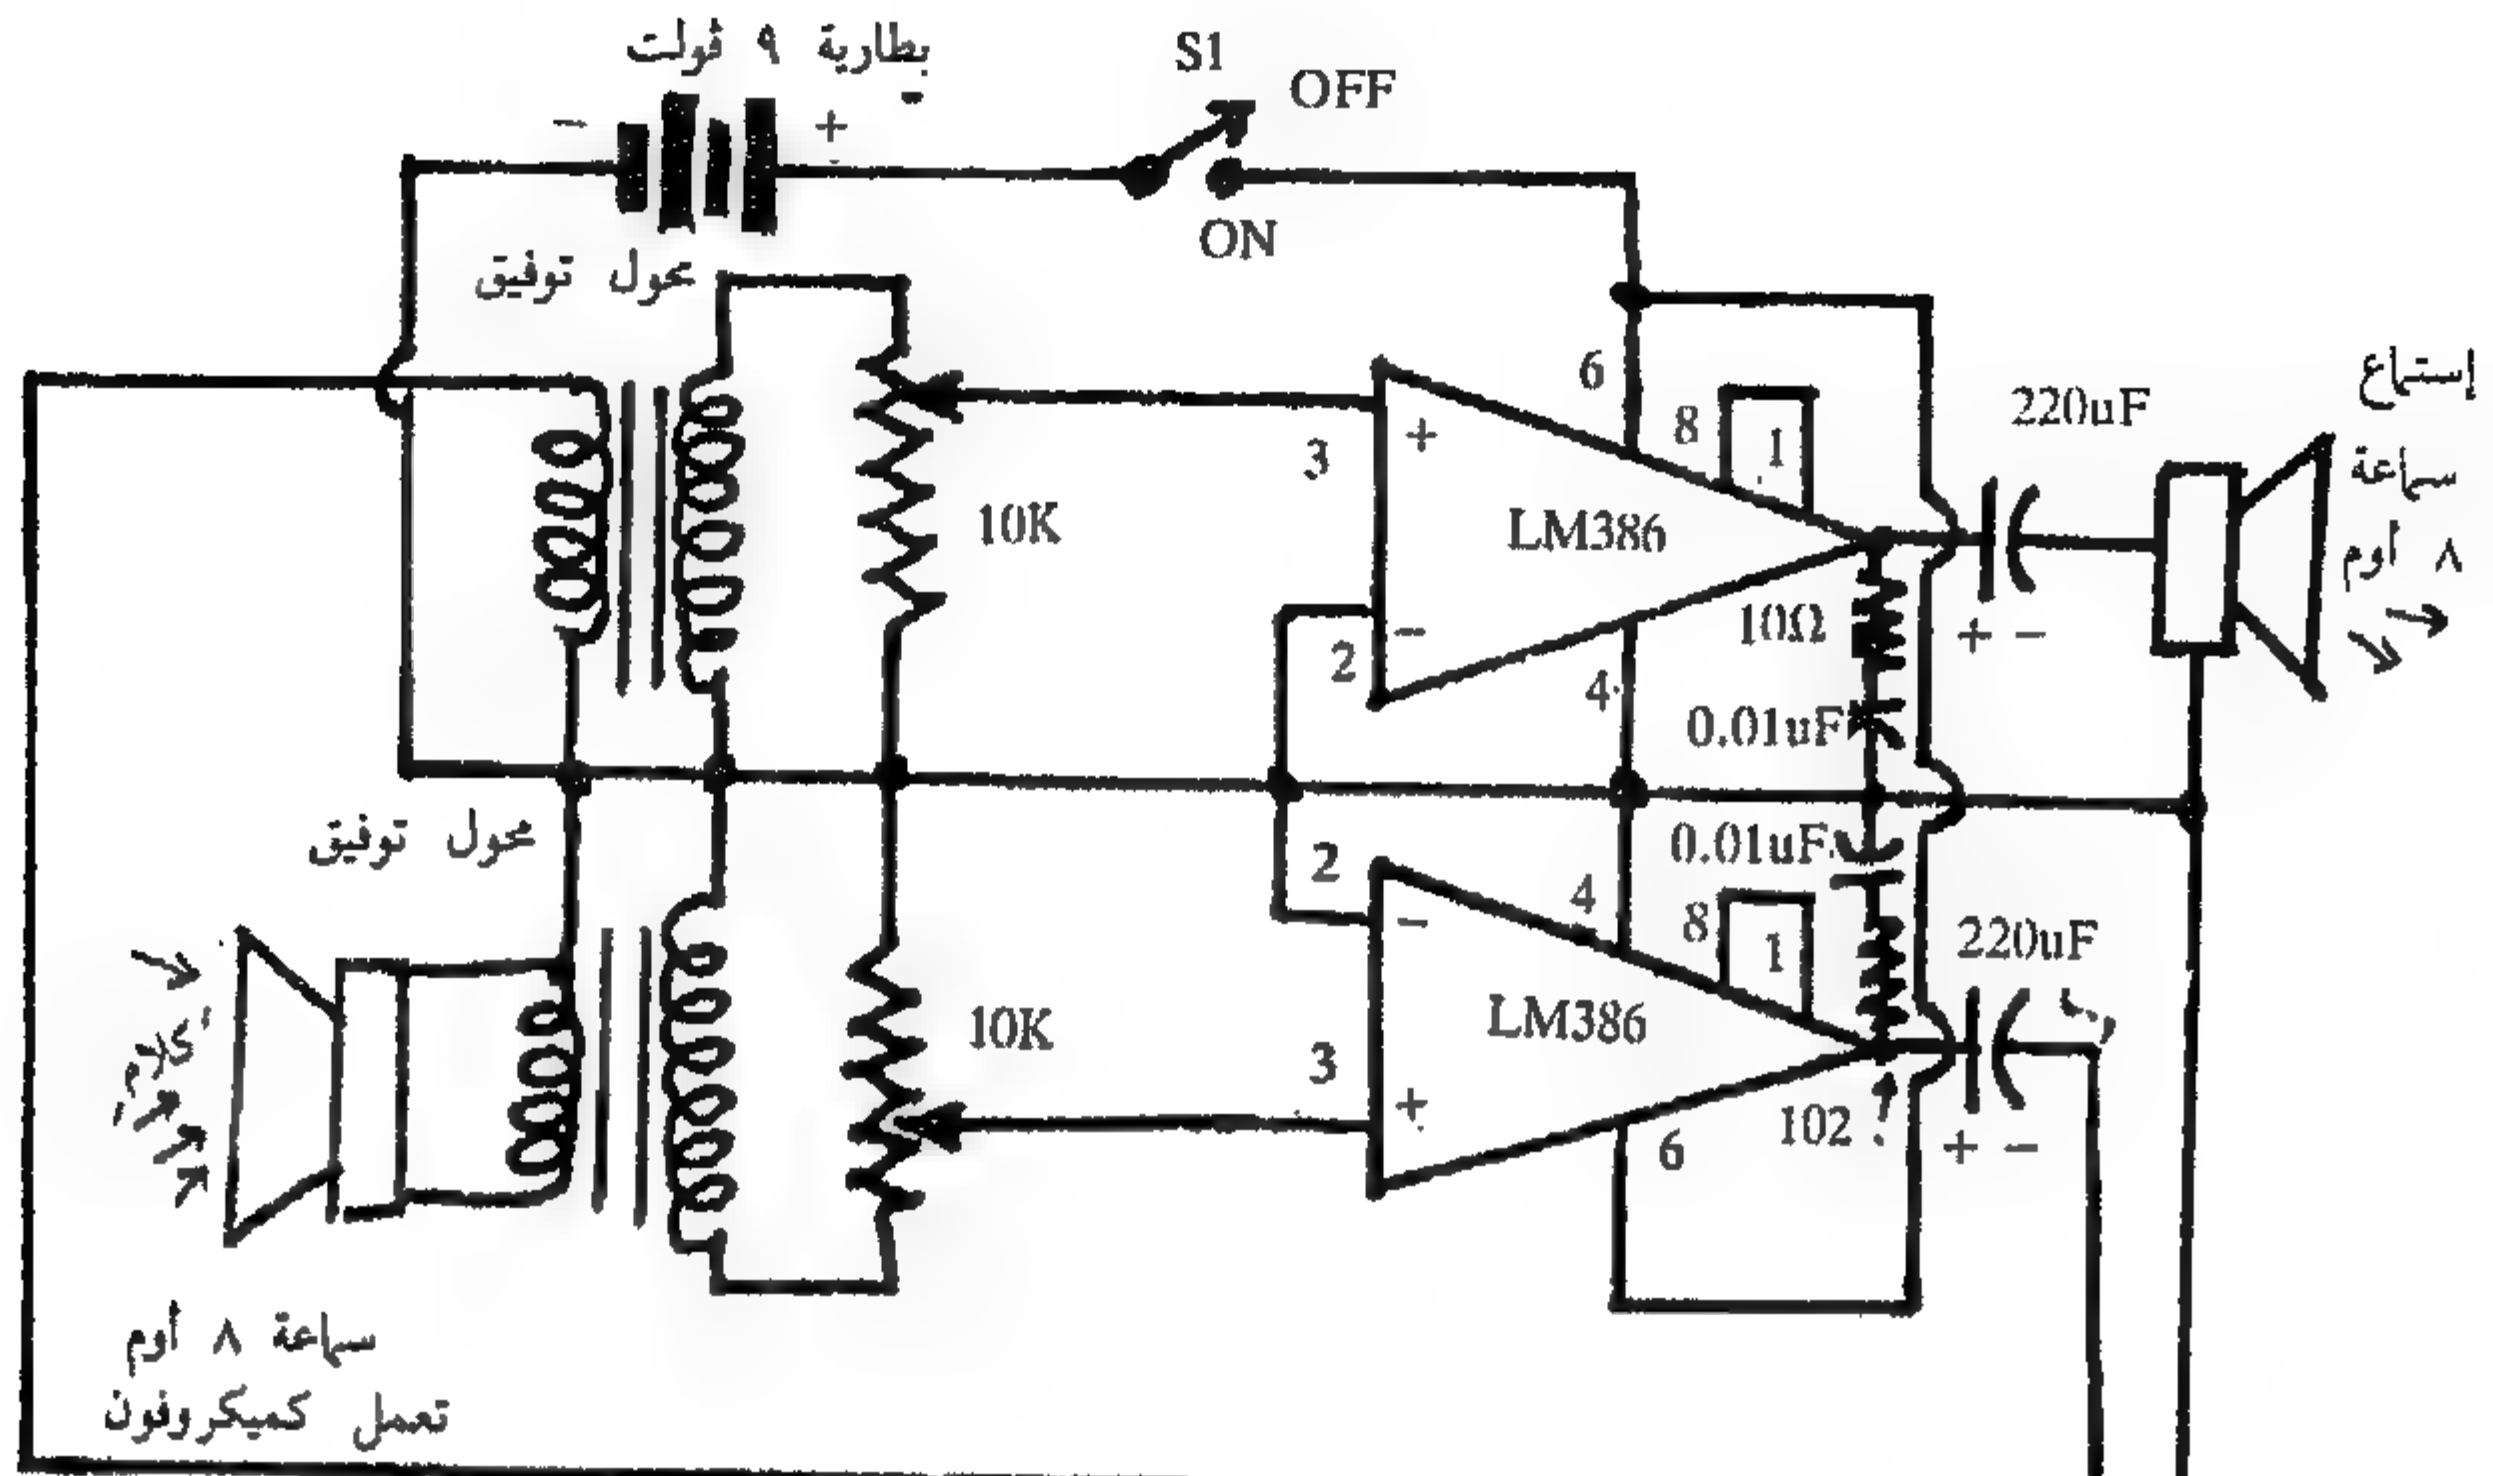 بطارية ٩ ڤولت
S1
OFF
ON
- +
محول توفيق
10K
6
8
1
3
+
LM386
-
2
4
10Ω
0.01uF
220uF
+ -
إستماع
سماعة
٨ أوم
محول توفيق
0.01uF
2
-
4
8
1
220uF
10K
LM386
3
+
6
102
+ -
كلام
سماعة ٨ أوم
تعمل كميكروفون